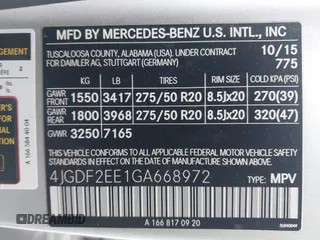 MFD BY MERCEDES-BENZ U.S. INTL., INC
TUSCALOOSA COUNTY, ALABAMA (USA) UNDER CONTRACT
FOR DAIMLER AG, STUTTGART (GERMANY)
10/15
775
KG LB TIRES RIM SIZE COLD PSI (KPA)
GAWR FRONT 1550 3417 275/50 R20 8.5Jx20 270(39)
GAWR REAR 1800 3968 275/50 R20 8.5Jx20 320(47)
GVWR 3250 7165
THIS VEHICLE CONFORMS TO ALL APPLICABLE
FEDERAL MOTOR VEHICLE SAFETY
STANDARDS IN EFFECT ON THE DATE OF
MANUFACTURE SHOWN ABOVE.
4JGDF2EE1GA668972
TYPE: MPV
A 166 817 09 20
A 166 584 40 04
DREAMBID